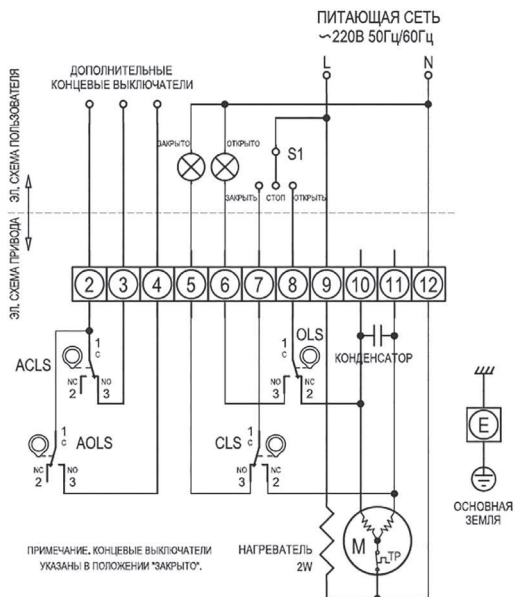 ПИТАЮЩАЯ СЕТЬ
~220В 50Гц/60Гц
L N
ДОПОЛНИТЕЛЬНЫЕ
КОНЦЕВЫЕ ВЫКЛЮЧАТЕЛИ
ЭЛ. СХЕМА ПОЛЬЗОВАТЕЛЯ
ЗАКРЫТО ОТКРЫТО
S1
ЗАКРЫТЬ СТОП ОТКРЫТЬ
ЭЛ. СХЕМА ПРИВОДА
2 3 4 5 6 7 8 9 10 11 12
ACLS
1
C
NC NO
2 3
OLS
1
C
NC NO
2 3
КОНДЕНСАТОР
AOLS
1
C
NC NO
2 3
CLS
1
C
NO NC
3 2
E
ОСНОВНАЯ
ЗЕМЛЯ
M
TP
НАГРЕВАТЕЛЬ
2W
ПРИМЕЧАНИЕ. КОНЦЕВЫЕ ВЫКЛЮЧАТЕЛИ
УКАЗАНЫ В ПОЛОЖЕНИИ "ЗАКРЫТО".